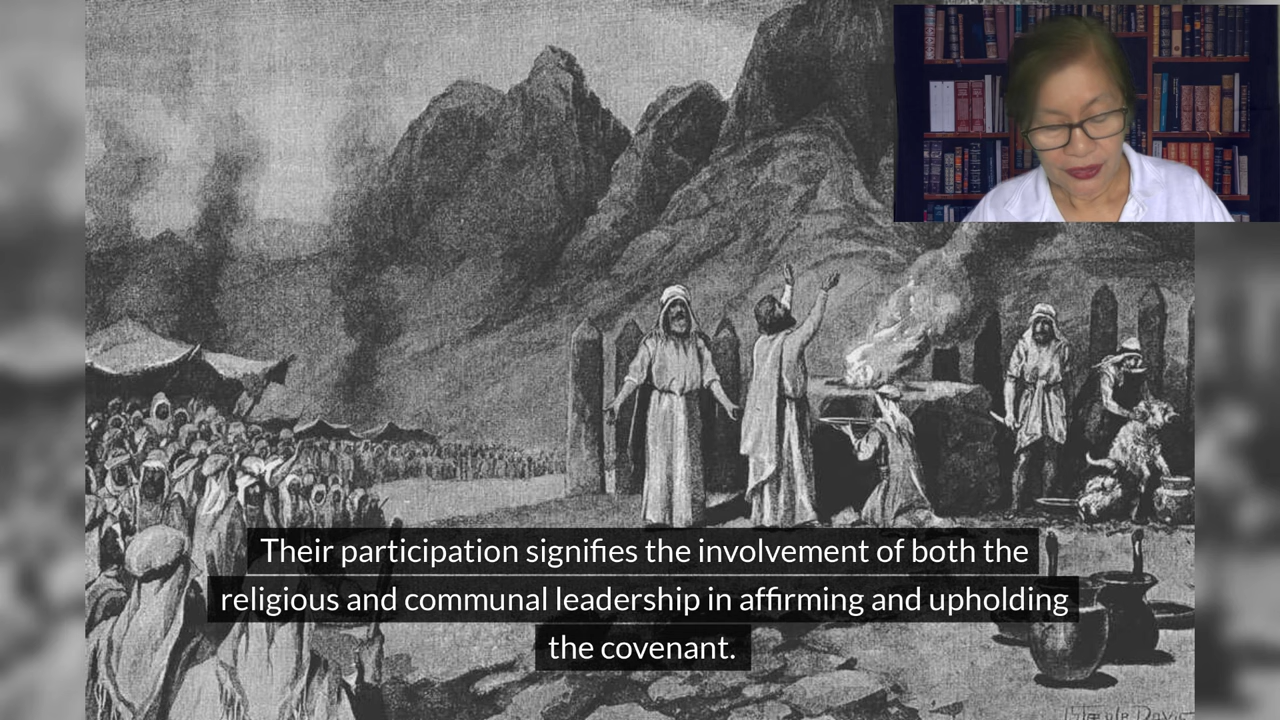 Their participation signifies the involvement of both the
religious and communal leadership in affirming and upholding
the covenant.